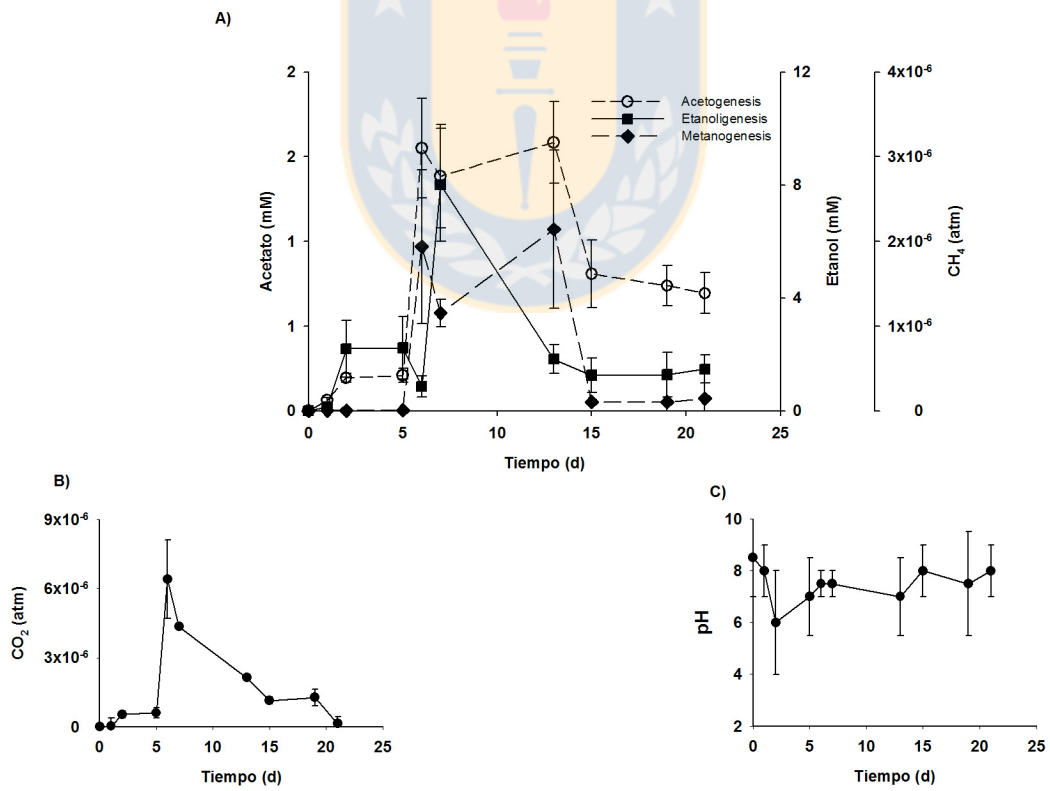 A)
2
2
1
1
0
Acetato (mM)
0
5
10
15
20
25
Tiempo (d)
Acetogenesis
Etanoligenesis
Metanogenesis
12
8
4
0
Etanol (mM)
4x10⁻⁶
3x10⁻⁶
2x10⁻⁶
1x10⁻⁶
0
CH₄ (atm)
B)
9x10⁻⁶
6x10⁻⁶
3x10⁻⁶
0
CO₂ (atm)
0
5
10
15
20
25
Tiempo (d)
C)
10
8
6
4
2
pH
0
5
10
15
20
25
Tiempo (d)